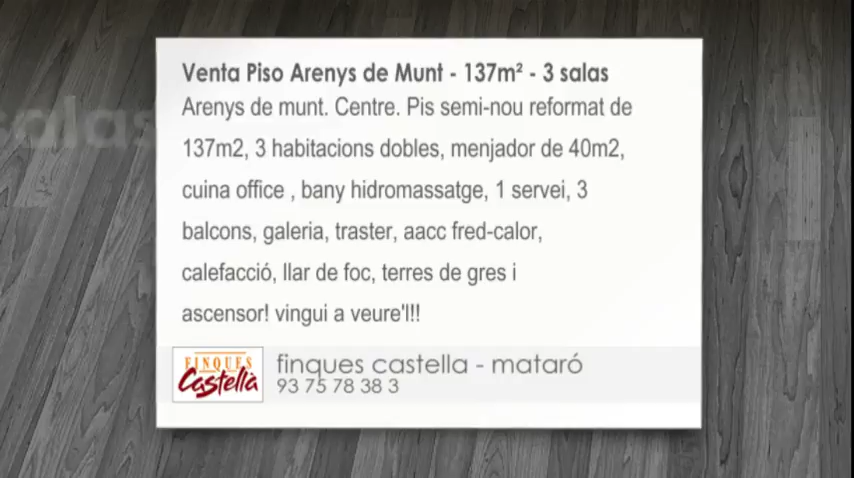 Venta Piso Arenys de Munt - 137m² - 3 salas
Arenys de munt. Centre. Pis semi-nou reformat de
137m2, 3 habitacions dobles, menjador de 40m2,
cuina office , bany hidromassatge, 1 servei, 3
balcons, galeria, traster, aacc fred-calor,
calefacció, llar de foc, terres de gres i
ascensor! vingui a veure'l!!
salas
FINQUES
Castellà
finques castella - mataró
93 75 78 38 3